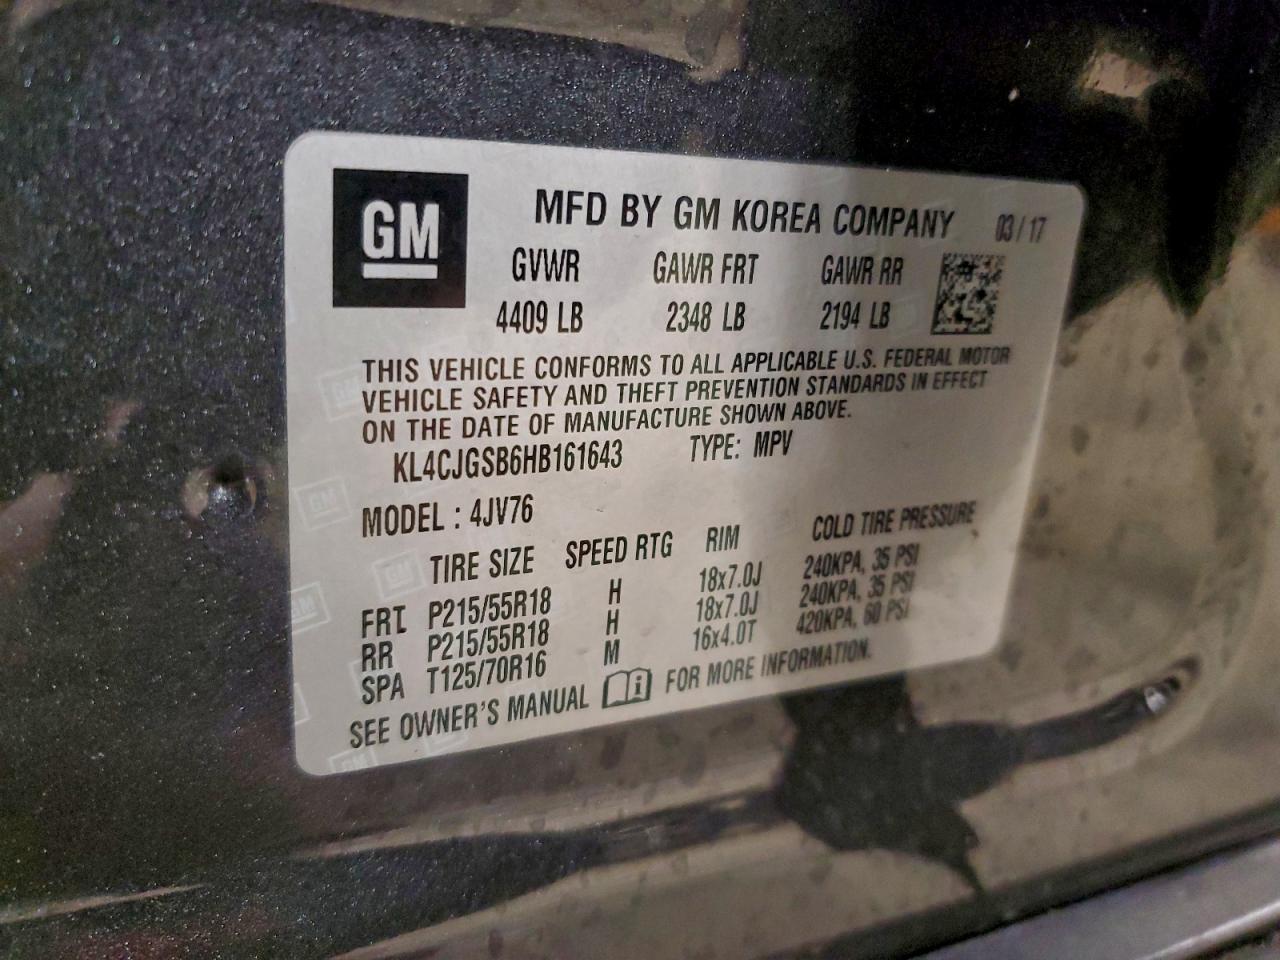 GM
MFD BY GM KOREA COMPANY 03/17
GVWR GAWR FRT GAWR RR
4409 LB 2348 LB 2194 LB
THIS VEHICLE CONFORMS TO ALL APPLICABLE U.S. FEDERAL MOTOR
VEHICLE SAFETY AND THEFT PREVENTION STANDARDS IN EFFECT
ON THE DATE OF MANUFACTURE SHOWN ABOVE.
KL4CJGSB6HB161643 TYPE: MPV
MODEL : 4JV76
TIRE SIZE SPEED RTG RIM COLD TIRE PRESSURE
FRT P215/55R18 H 18x7.0J 240KPA, 35 PSI
RR P215/55R18 H 18x7.0J 240KPA, 35 PSI
SPA T125/70R16 M 16x4.0T 420KPA, 60 PSI
SEE OWNER'S MANUAL FOR MORE INFORMATION.